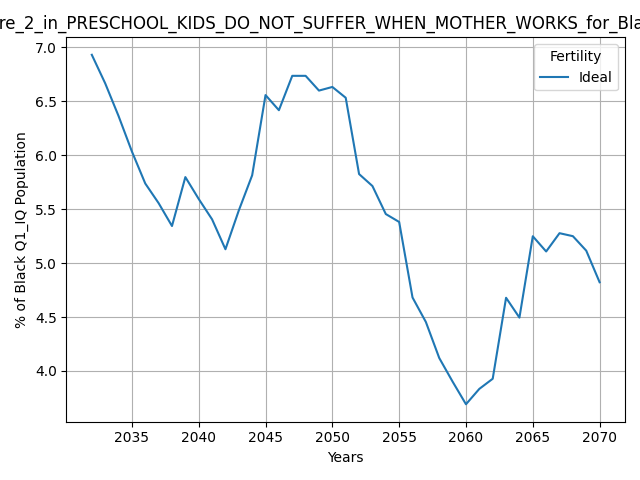 re_2_in_PRESCHOOL_KIDS_DO_NOT_SUFFER_WHEN_MOTHER_WORKS_for_Bla
Fertility
Ideal
% of Black Q1_IQ Population
7.0
6.5
6.0
5.5
5.0
4.5
4.0
2035 2040 2045 2050 2055 2060 2065 2070
Years